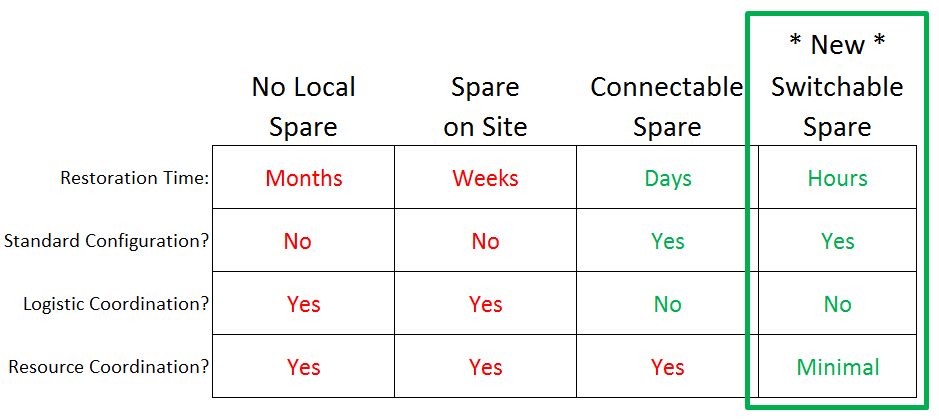 * New *
No Local Spare Connectable Switchable
Spare on Site Spare Spare
Restoration Time: Months Weeks Days Hours
Standard Configuration? No No Yes Yes
Logistic Coordination? Yes Yes No No
Resource Coordination? Yes Yes Yes Minimal